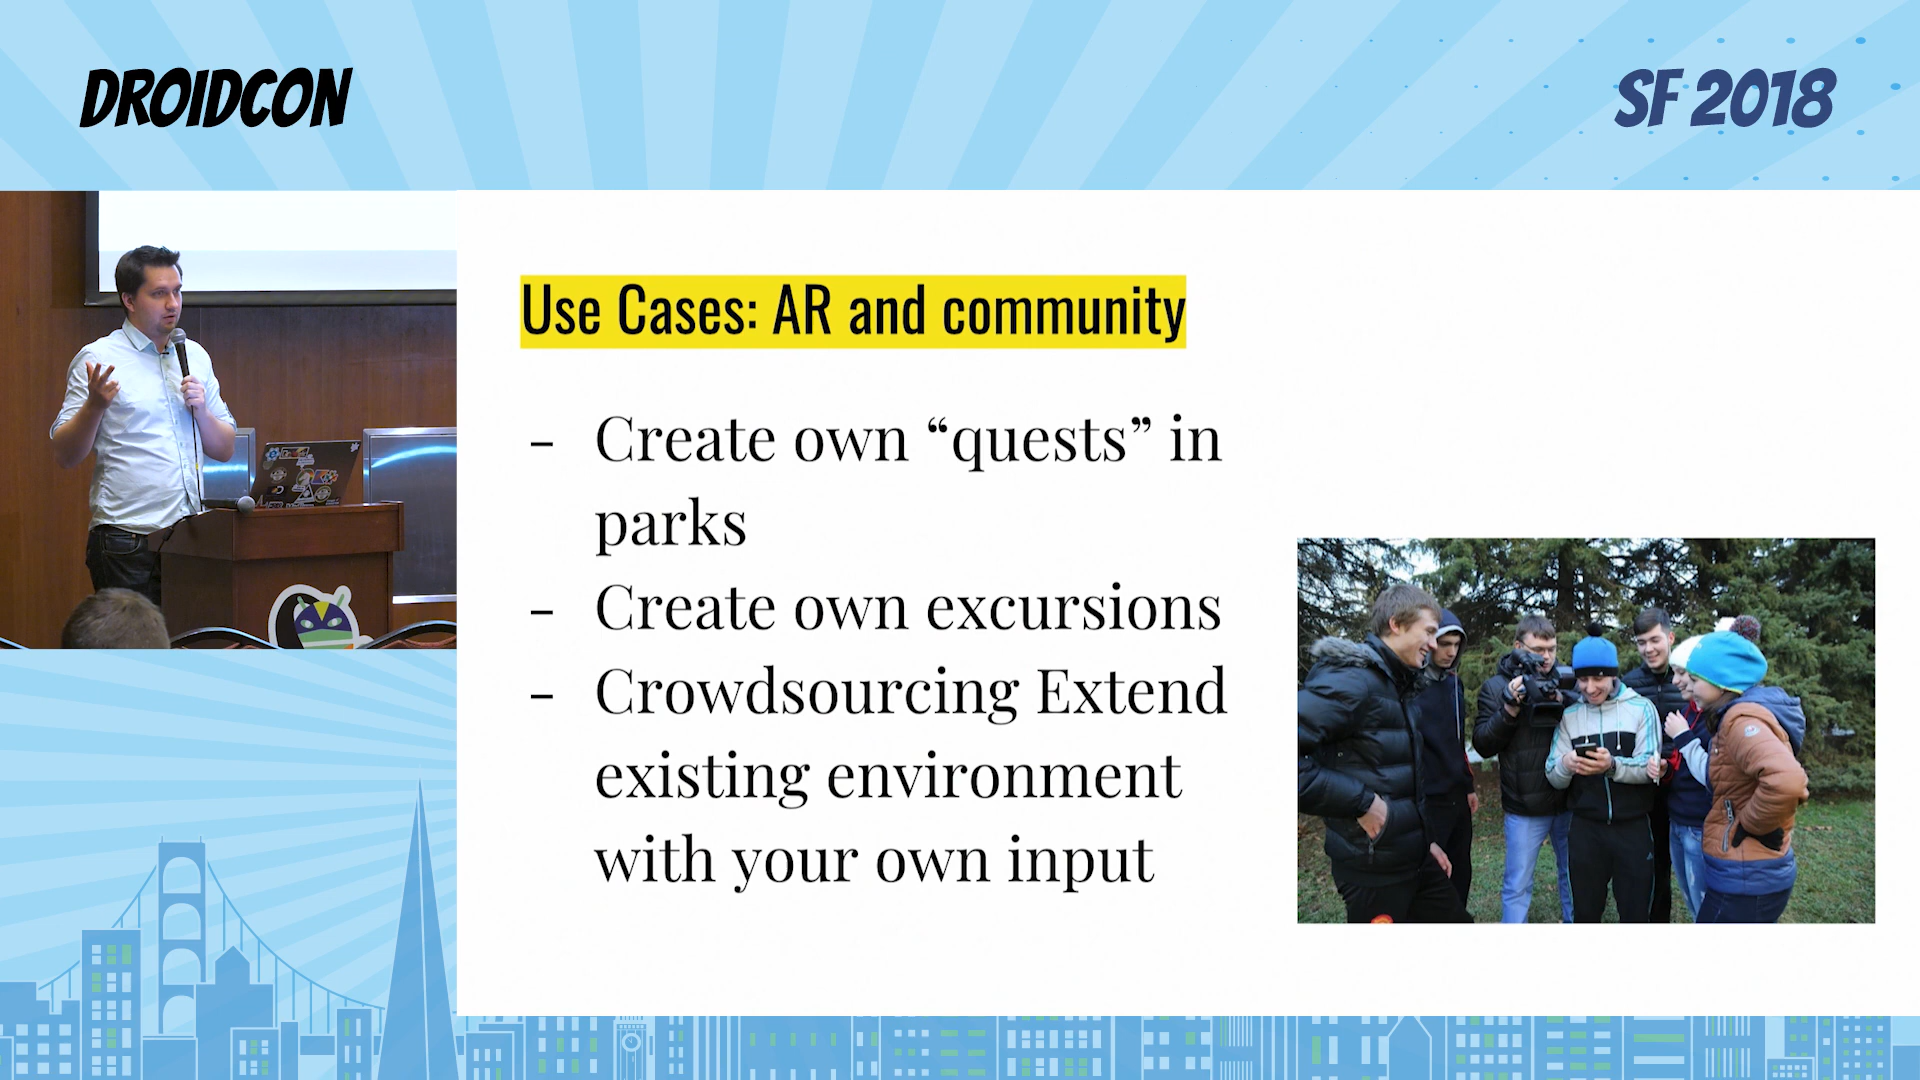 DROIDCON
SF 2018
Use Cases: AR and community
- Create own “quests” in
parks
- Create own excursions
- Crowdsourcing Extend
existing environment
with your own input